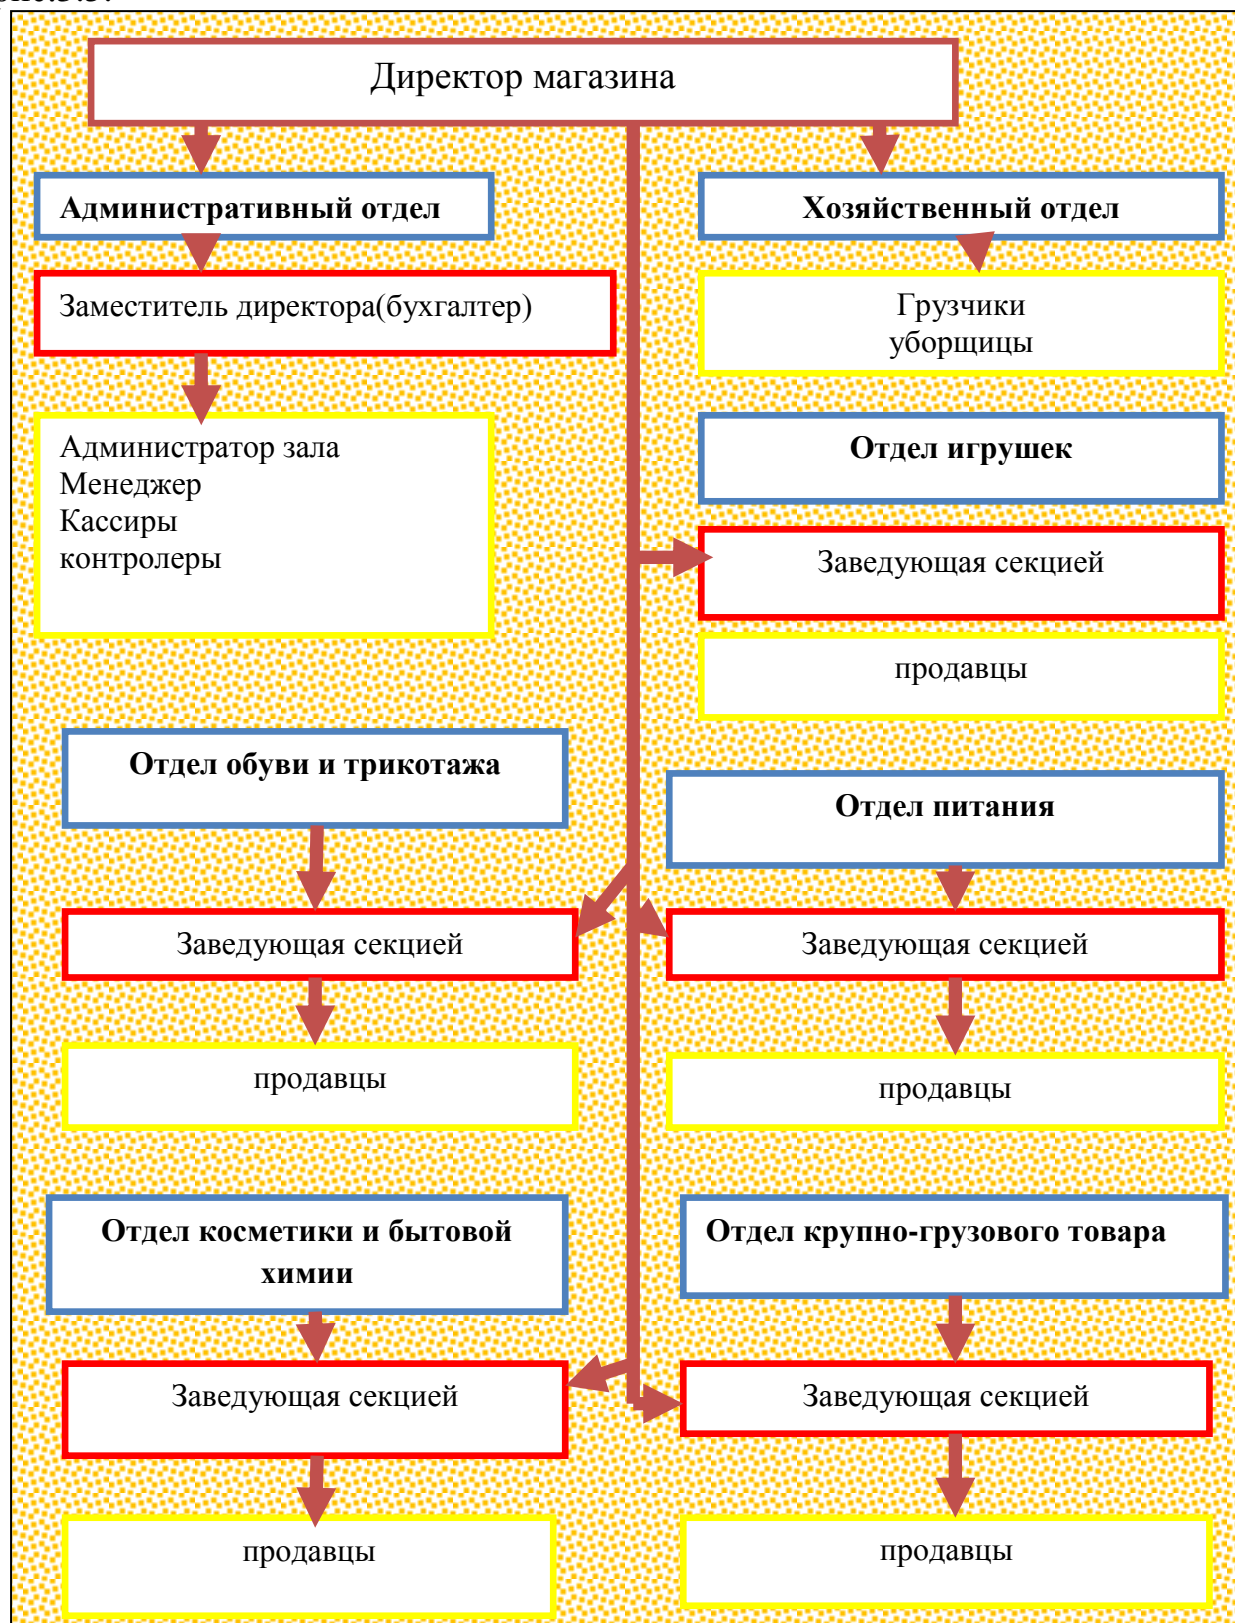 Директор магазина
Административный отдел
Хозяйственный отдел
Заместитель директора(бухгалтер)
Грузчики
уборщицы
Администратор зала
Менеджер
Кассиры
контролеры
Отдел игрушек
Заведующая секцией
продавцы
Отдел обуви и трикотажа
Отдел питания
Заведующая секцией
Заведующая секцией
продавцы
продавцы
Отдел косметики и бытовой
химии
Отдел крупно-грузового товара
Заведующая секцией
Заведующая секцией
продавцы
продавцы